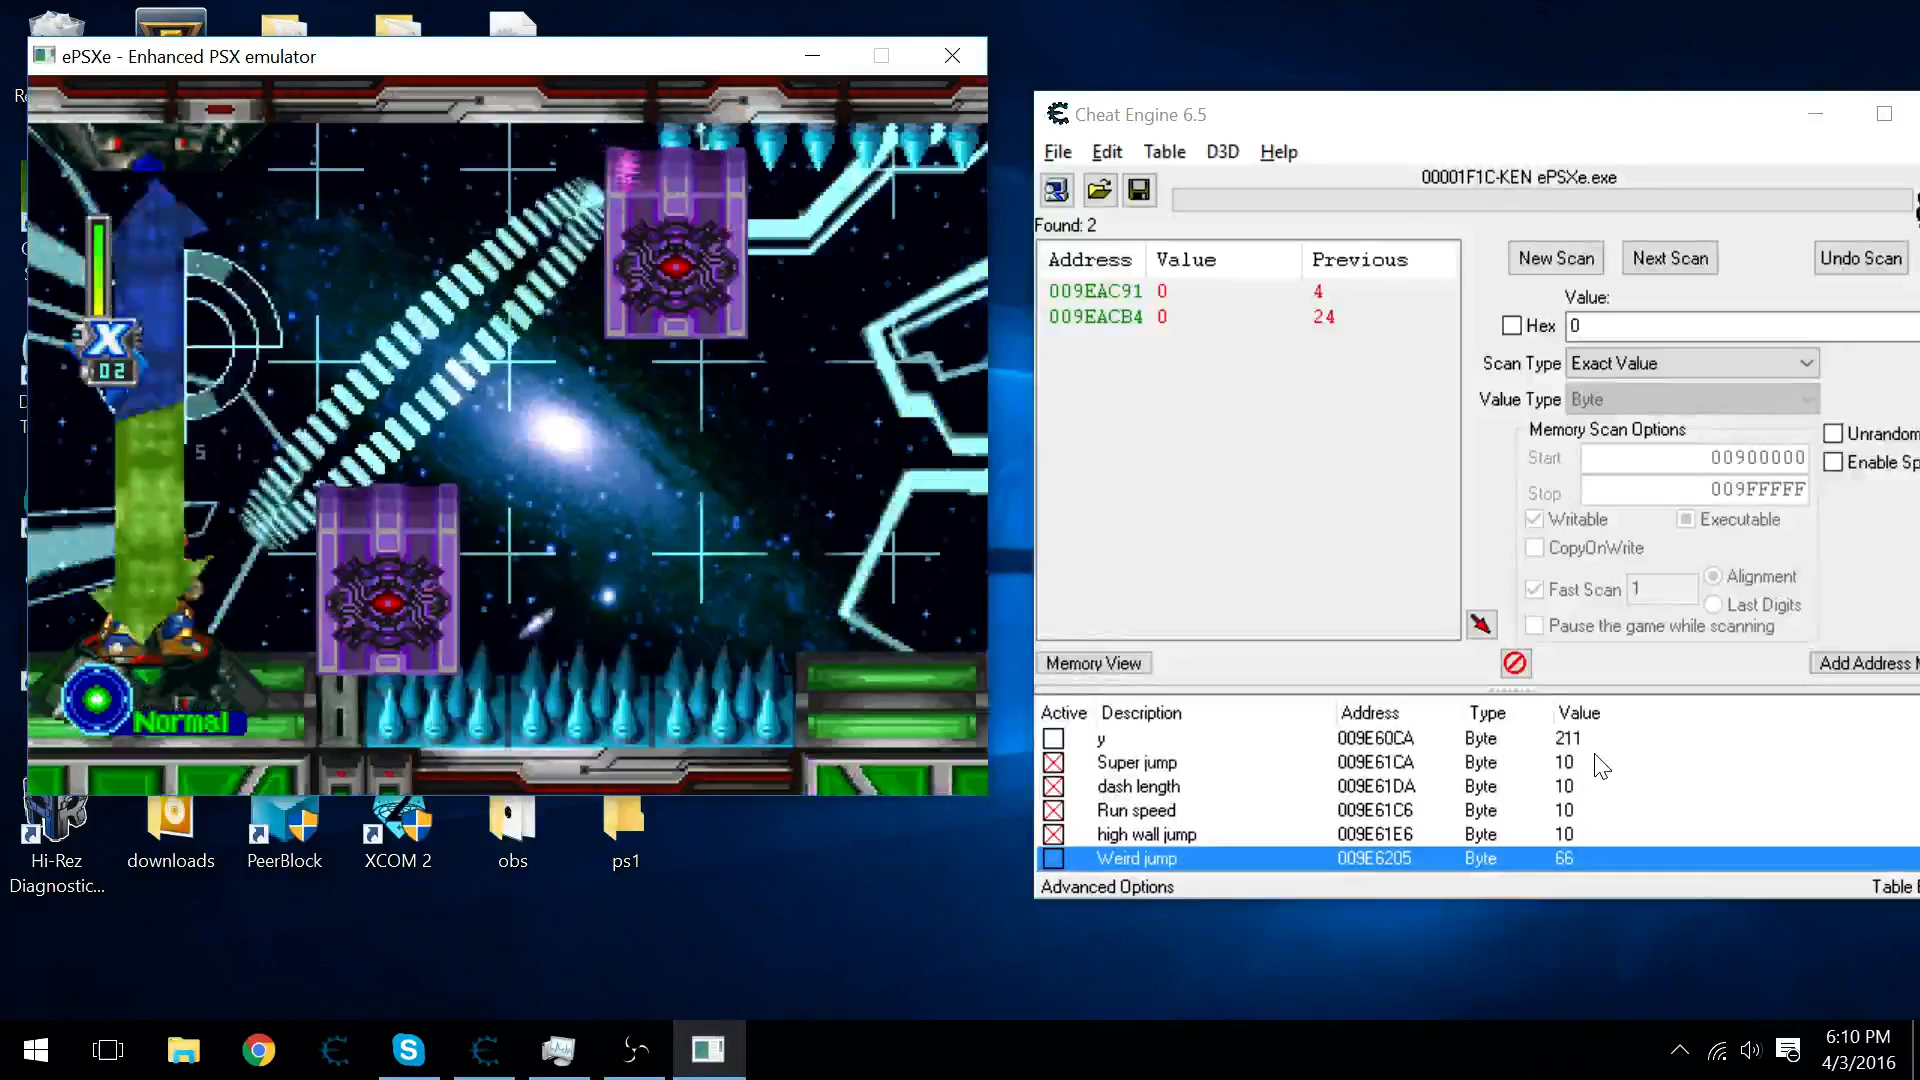 ePSXe - Enhanced PSX emulator
X
02
Normal
Hi-Rez
Diagnostic...
downloads
PeerBlock
XCOM 2
obs
ps1
Cheat Engine 6.5
File Edit Table D3D Help
00001F1C-KEN ePSXe.exe
Found: 2
Address Value Previous
009EAC91 0 4
009EACB4 0 24
New Scan Next Scan Undo Scan
Value:
Hex 0
Scan Type Exact Value
Value Type Byte
Memory Scan Options
Start 00900000
Stop 009FFFFF
Writable Executable
CopyOnWrite
Fast Scan 1 Alignment
Last Digits
Pause the game while scanning
Unrandom
Enable Sp
Memory View Add Address M
Active Description Address Type Value
y 009E60CA Byte 211
Super jump 009E61CA Byte 10
dash length 009E61DA Byte 10
Run speed 009E61C6 Byte 10
high wall jump 009E61E6 Byte 10
Weird jump 009E6205 Byte 66
Advanced Options Table E
6:10 PM
4/3/2016